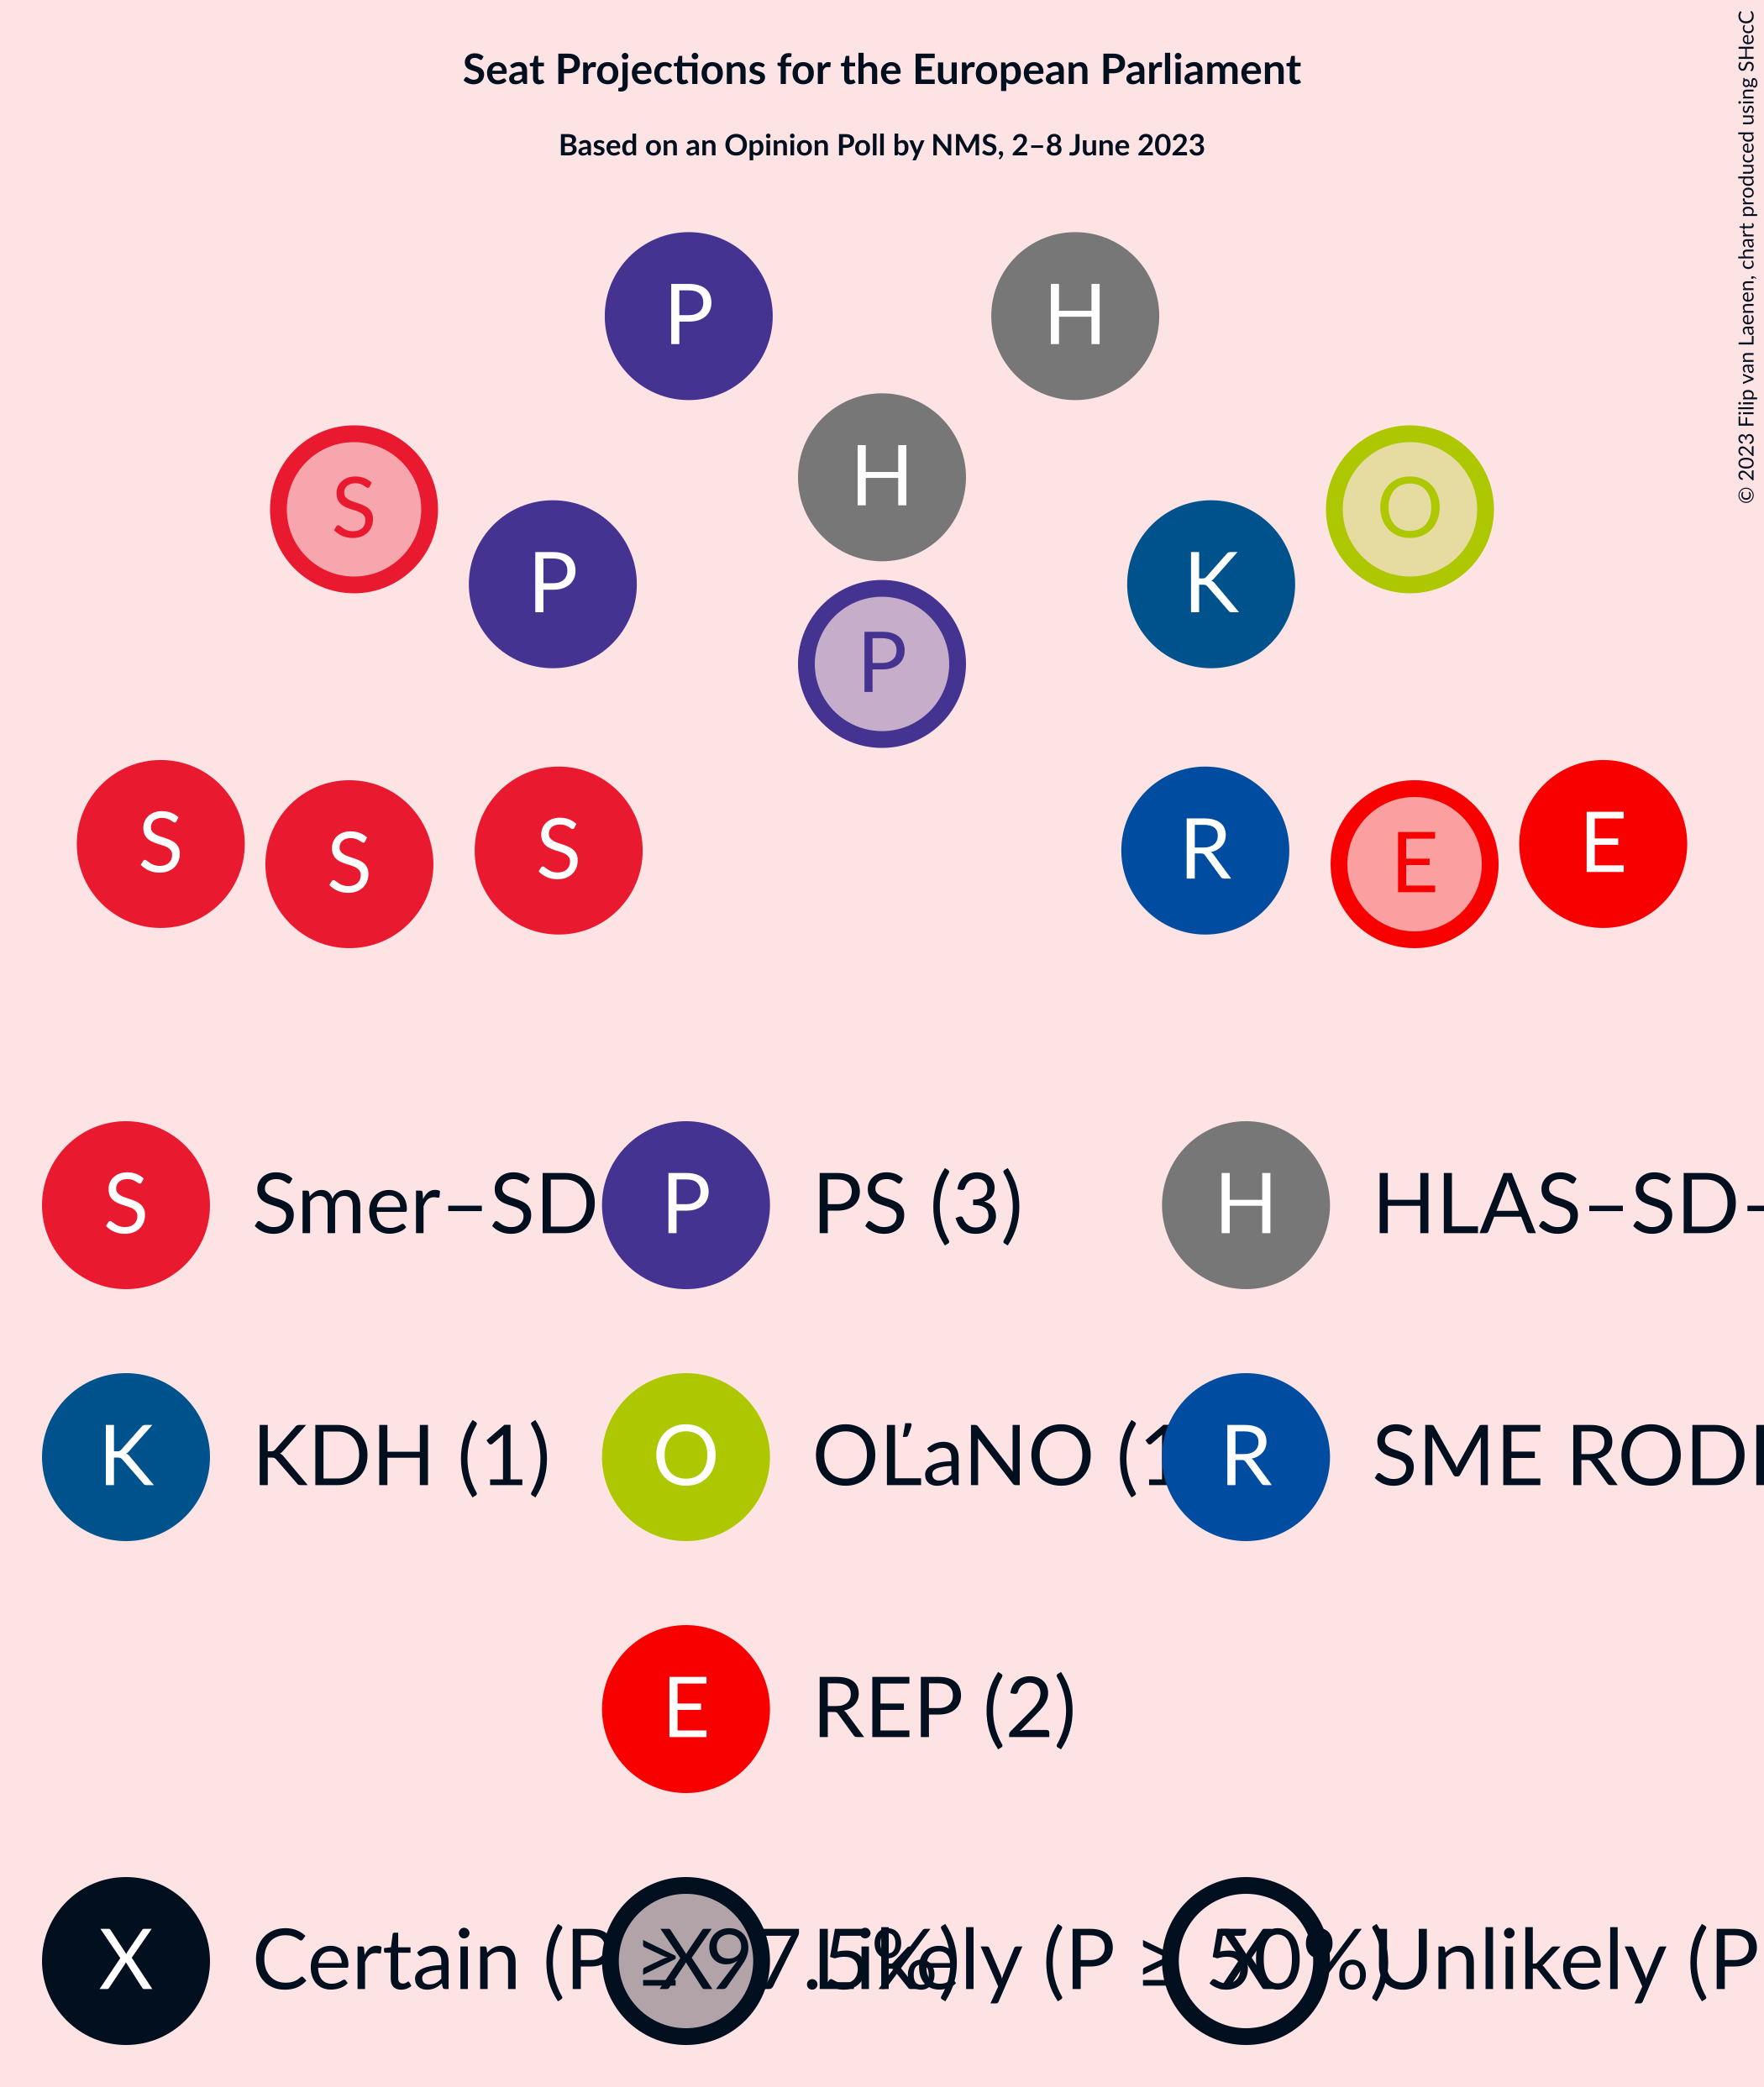 Seat Projections for the European Parliament
Based on an Opinion Poll by NMS, 2–8 June 2023
© 2023 Filip van Laenen, chart produced using SHecC
P H
H
S O
P K
P
S S S R E E
S Smer–SD P PS (3) H HLAS–SD–
K KDH (1) O OĽaNO (1 R SME RODI
E REP (2)
X Certain (P ≥ 97.5%) X Likely (P ≥ 50%) X Unlikely (P